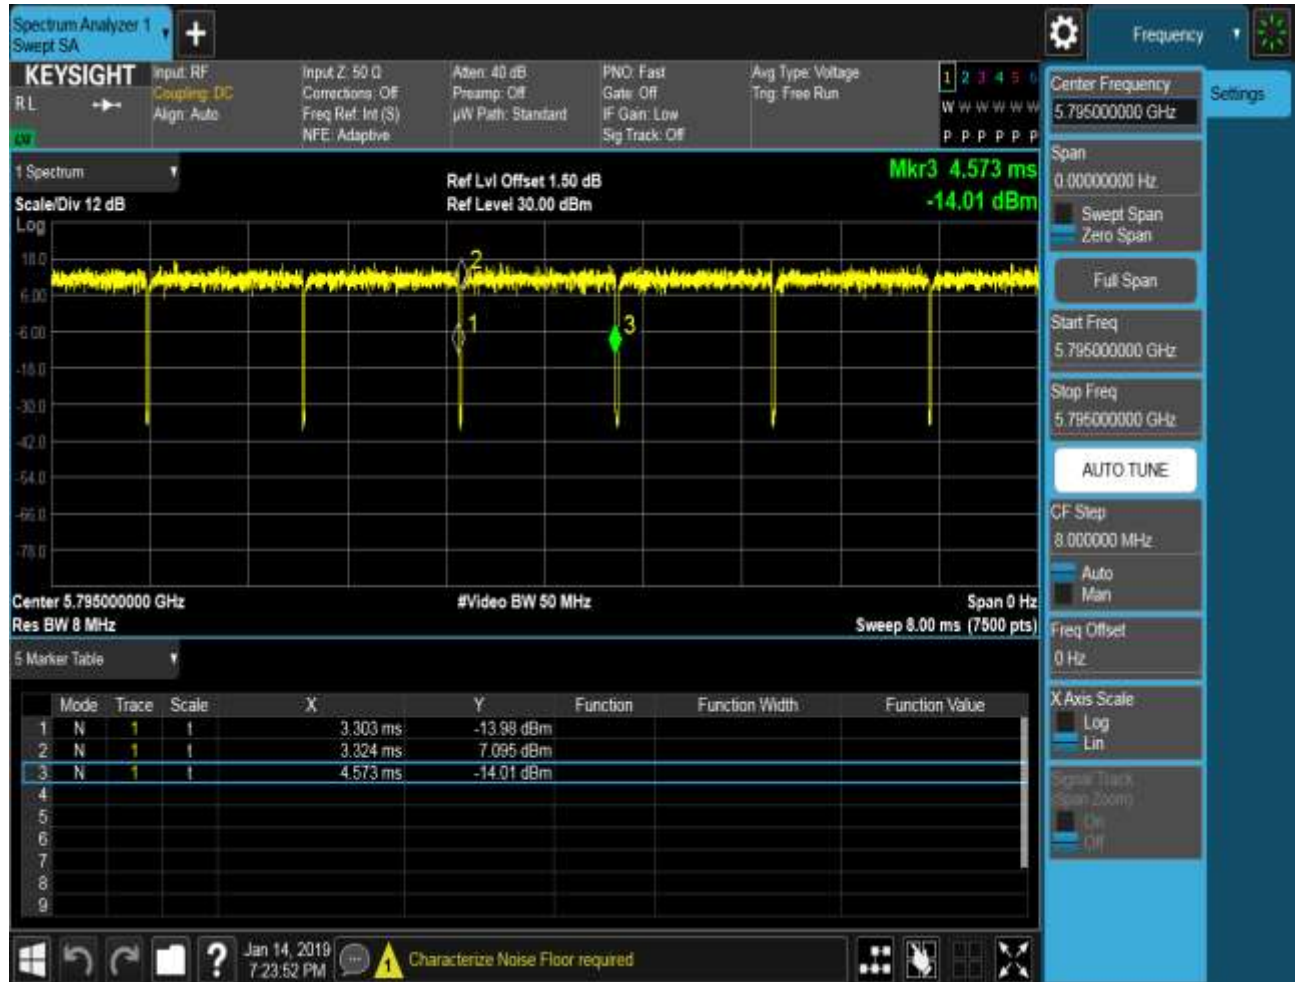 Spectrum Analyzer 1
Swept SA
+
Frequency
KEYSIGHT
RL
Input: RF
Coupling: DC
Align: Auto
Input Z: 50 Ω
Corrections: Off
Freq Ref: Int (S)
NFE: Adaptive
Atten: 40 dB
Preamp: Off
µW Path: Standard
PNO: Fast
Gate: Off
IF Gain: Low
Sig Track: Off
Avg Type: Voltage
Trig: Free Run
1 2 3 4 5 6
W W W W W W
P P P P P P
1 Spectrum
Scale/Div 12 dB
Log
Ref Lvl Offset 1.50 dB
Ref Level 30.00 dBm
Mkr3 4.573 ms
-14.01 dBm
18.0
6.00
-6.00
-18.0
-30.0
-42.0
-54.0
-66.0
-78.0
2
1
3
Center 5.795000000 GHz
#Video BW 50 MHz
Span 0 Hz
Res BW 8 MHz
Sweep 8.00 ms (7500 pts)
5 Marker Table
Mode Trace Scale X Y Function Function Width Function Value
1 N 1 t 3.303 ms -13.98 dBm
2 N 1 t 3.324 ms 7.095 dBm
3 N 1 t 4.573 ms -14.01 dBm
4
5
6
7
8
9
?
Jan 14, 2019
7:23:52 PM
Characterize Noise Floor required
Center Frequency
5.795000000 GHz
Settings
Span
0.00000000 Hz
Swept Span
Zero Span
Full Span
Start Freq
5.795000000 GHz
Stop Freq
5.795000000 GHz
AUTO TUNE
CF Step
8.000000 MHz
Auto
Man
Freq Offset
0 Hz
X Axis Scale
Log
Lin
Signal Track
(Span Zoom)
On
Off